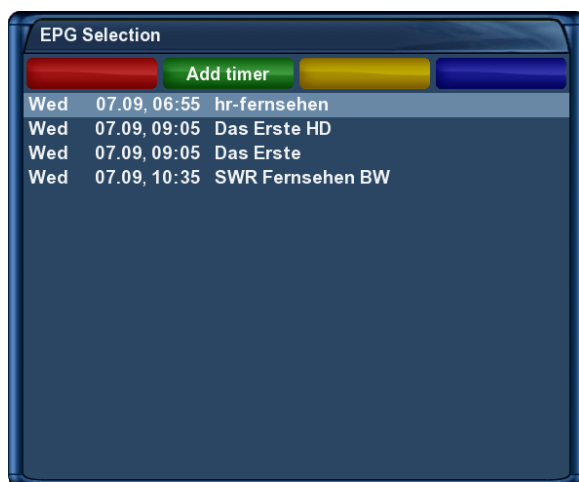 EPG Selection
Add timer
Wed 07.09, 06:55 hr-fernsehen
Wed 07.09, 09:05 Das Erste HD
Wed 07.09, 09:05 Das Erste
Wed 07.09, 10:35 SWR Fernsehen BW